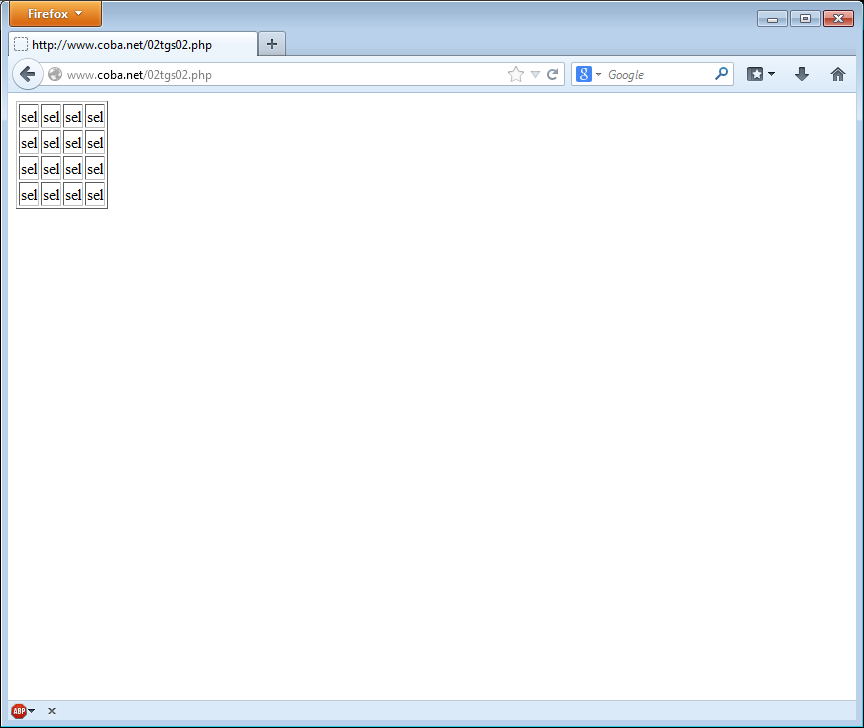 Firefox
http://www.coba.net/02tgs02.php
www.coba.net/02tgs02.php
8
Google
sel sel sel sel
sel sel sel sel
sel sel sel sel
sel sel sel sel
ABP